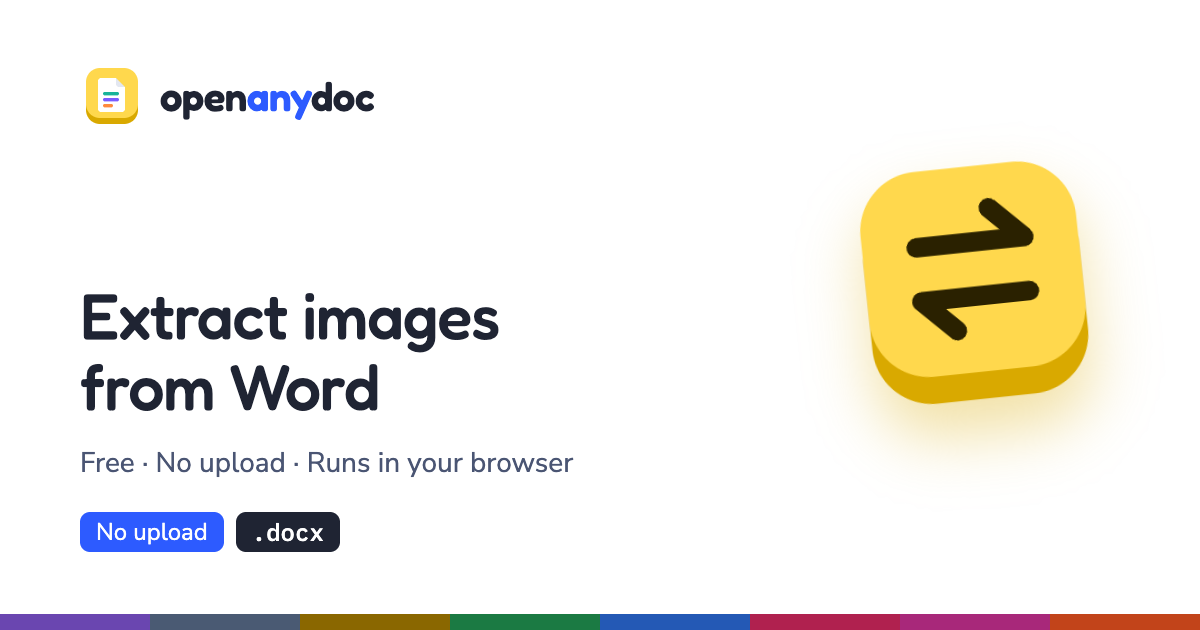 openanydoc
Extract images
from Word
Free · No upload · Runs in your browser
No upload
.docx